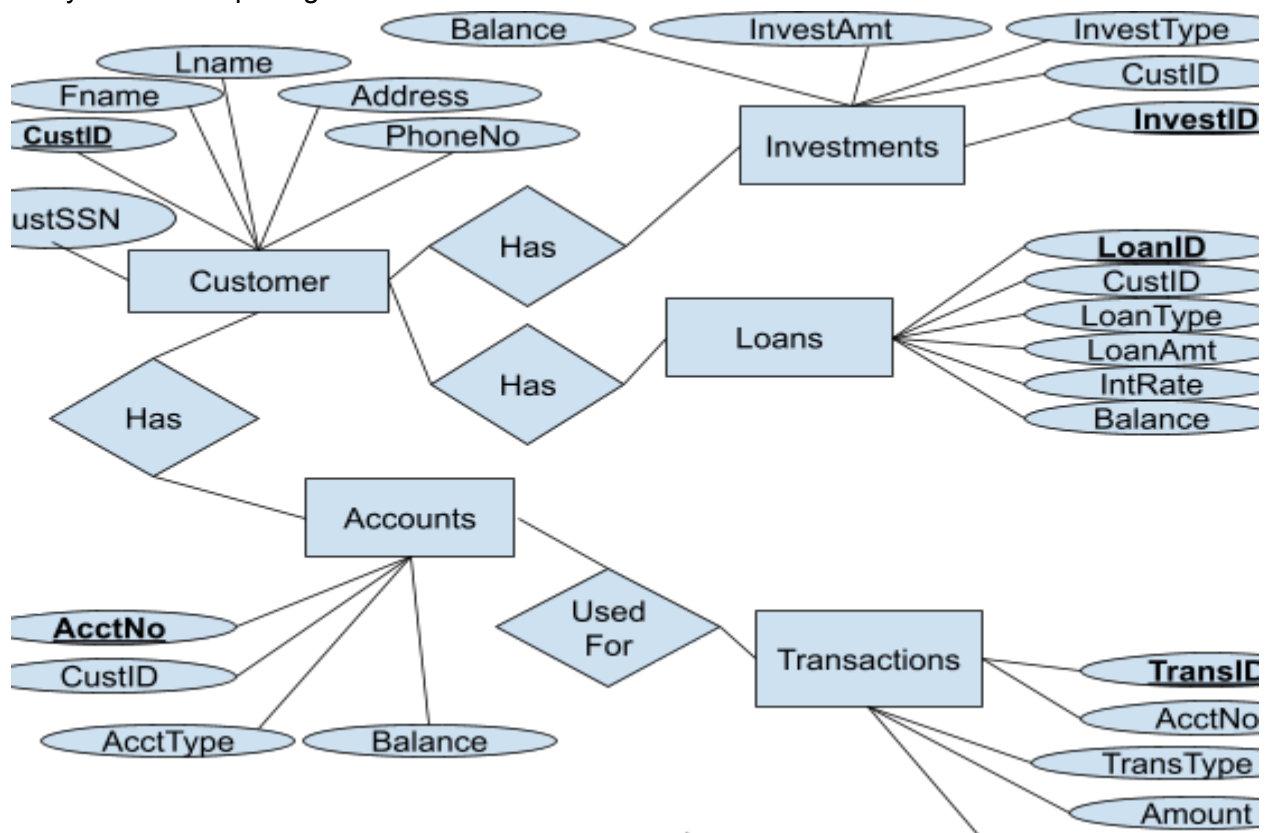 Balance
InvestAmt
InvestType
Lname
CustID
Fname
Address
InvestID
CustID
PhoneNo
Investments
ustSSN
Has
LoanID
Customer
CustID
LoanType
Loans
LoanAmt
Has
IntRate
Balance
Has
Accounts
Used
For
AcctNo
Transactions
CustID
TransID
AcctNo
AcctType
Balance
TransType
Amount